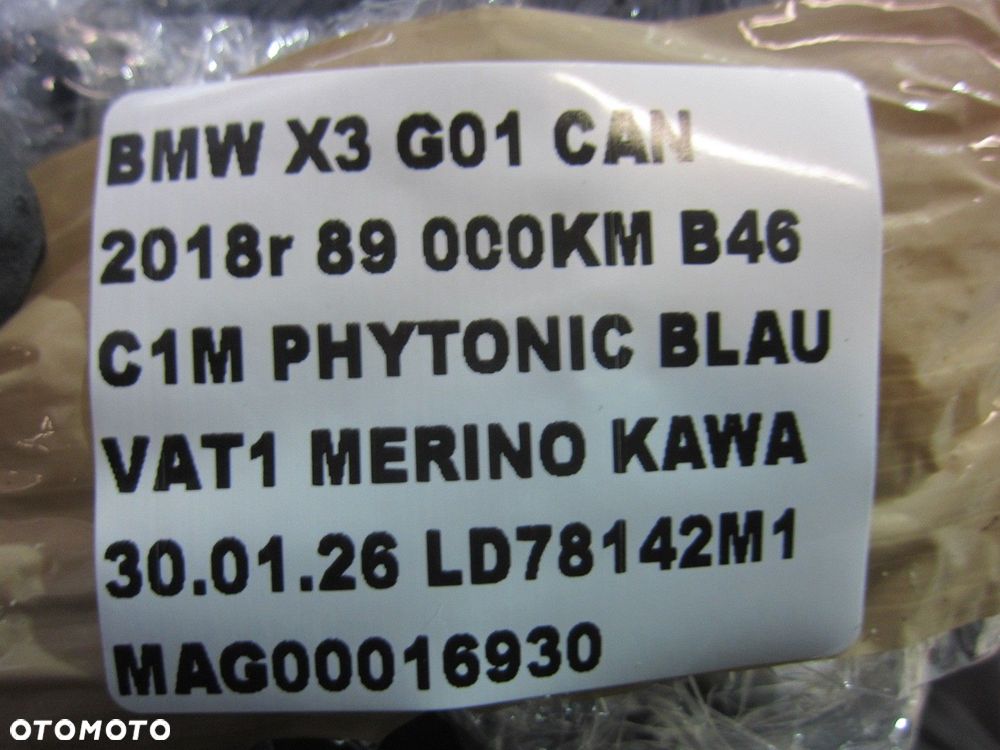 BMW X3 G01 CAN
2018r 89 000KM B46
C1M PHYTONIC BLAU
VAT1 MERINO KAWA
30.01.26 LD78142M1
MAG00016930
OTOMOTO